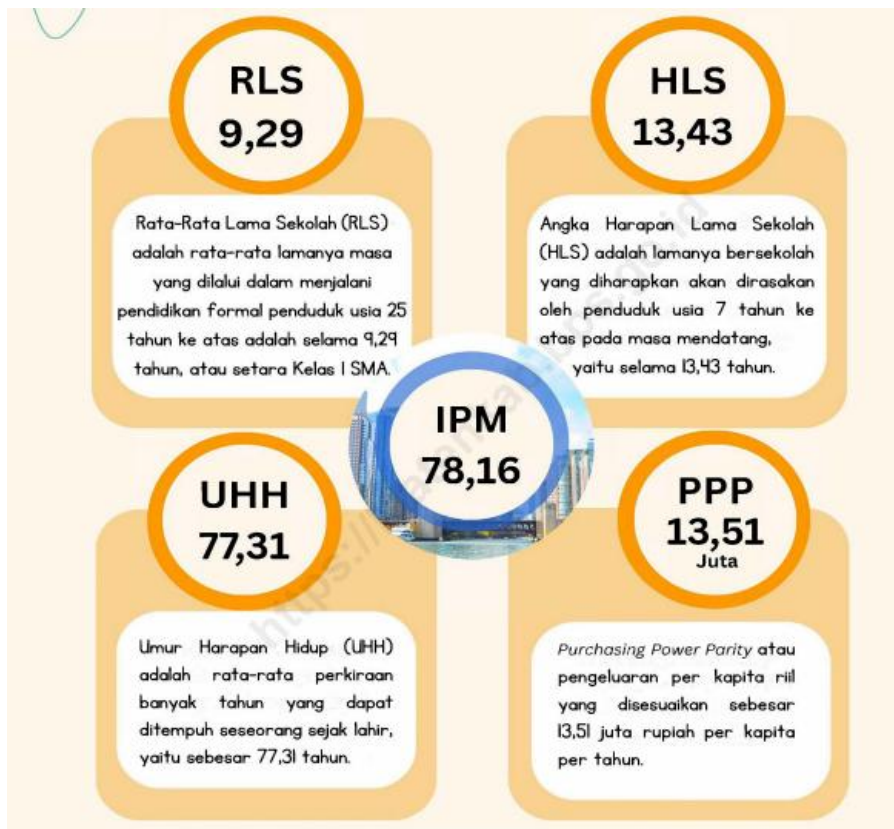 RLS
9,29
Rata-Rata Lama Sekolah (RLS)
adalah rata-rata lamanya masa
yang dilalui dalam menjalani
pendidikan formal penduduk usia 25
tahun ke atas adalah selama 9,29
tahun, atau setara Kelas 1 SMA.
HLS
13,43
Angka Harapan Lama Sekolah
(HLS) adalah lamanya bersekolah
yang diharapkan akan dirasakan
oleh penduduk usia 7 tahun ke
atas pada masa mendatang,
yaitu selama 13,43 tahun.
IPM
78,16
UHH
77,31
Umur Harapan Hidup (UHH)
adalah rata-rata perkiraan
banyak tahun yang dapat
ditempuh seseorang sejak lahir,
yaitu sebesar 77,31 tahun.
PPP
13,51
Juta
Purchasing Power Parity atau
pengeluaran per kapita riil
yang disesuaikan sebesar
13,51 juta rupiah per kapita
per tahun.